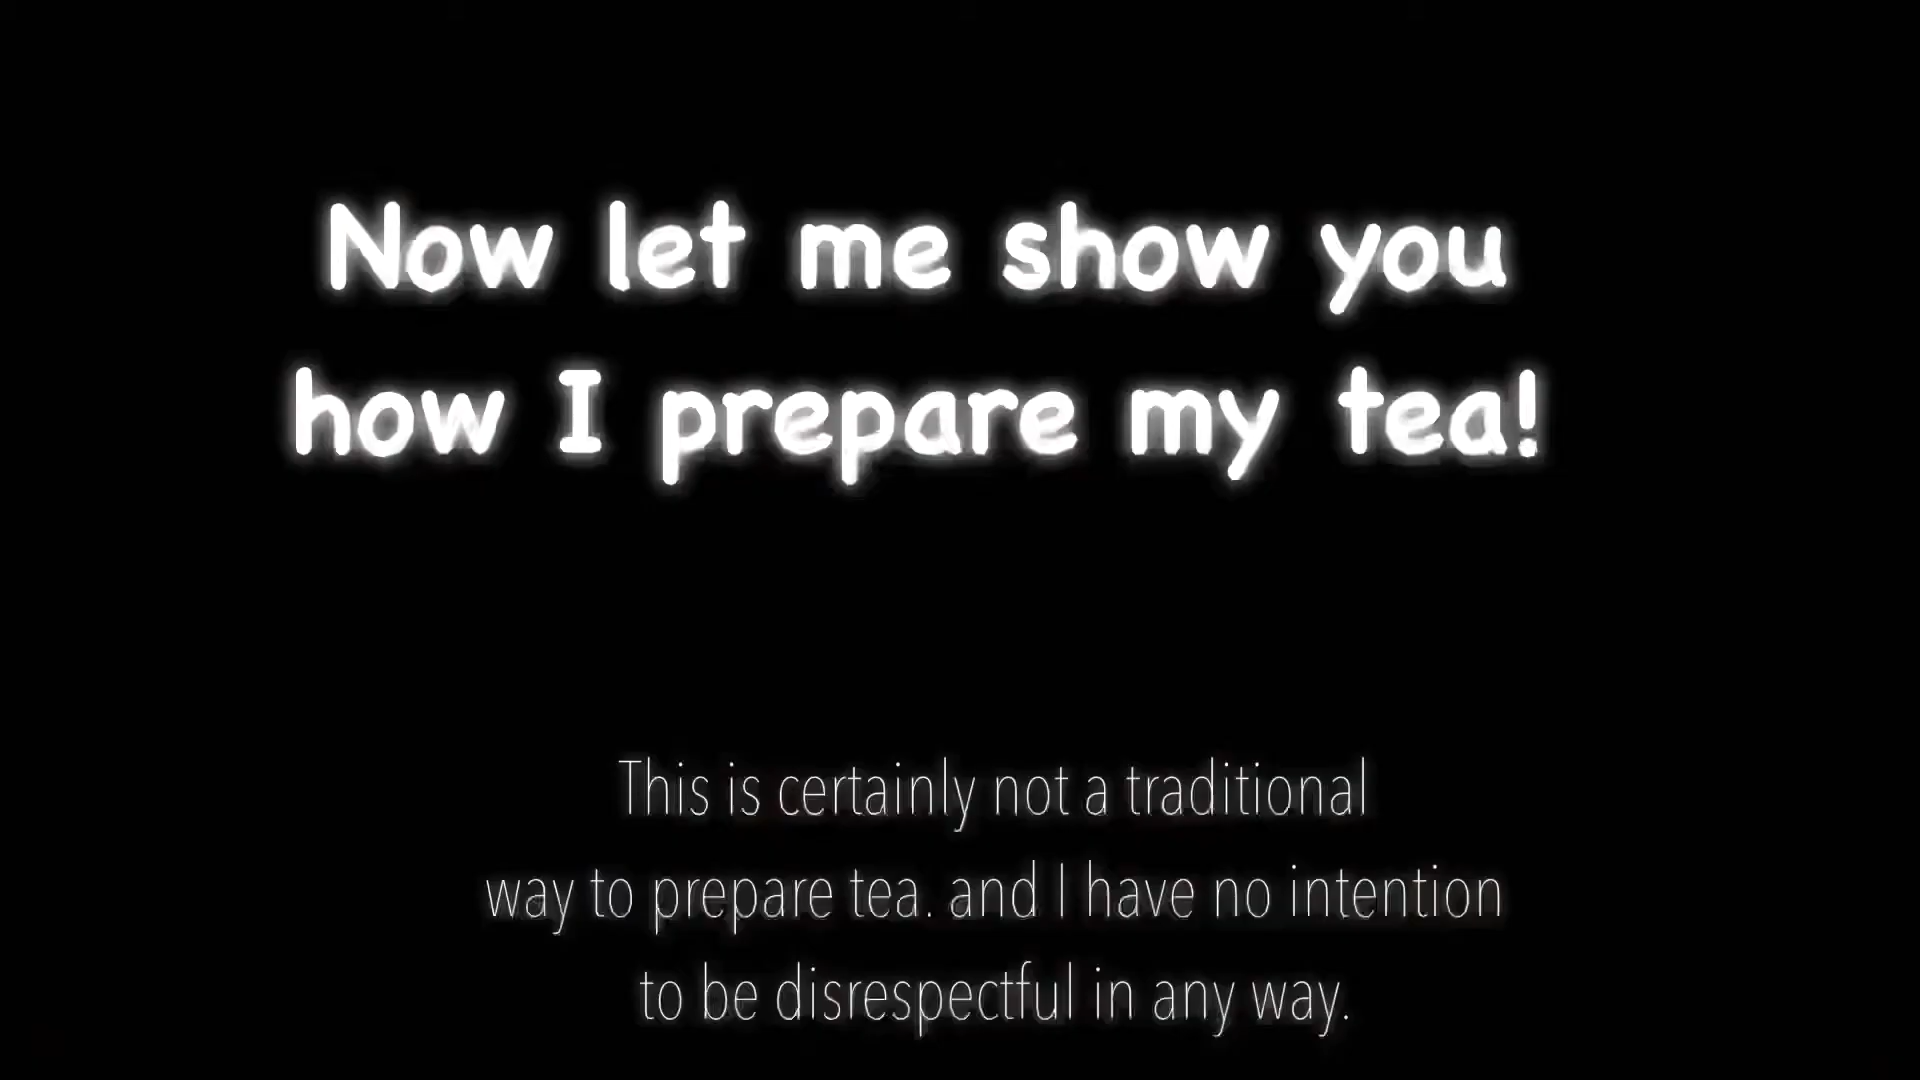 Now let me show you
how I prepare my tea!
This is certainly not a traditional
way to prepare tea. and I have no intention
to be disrespectful in any way.